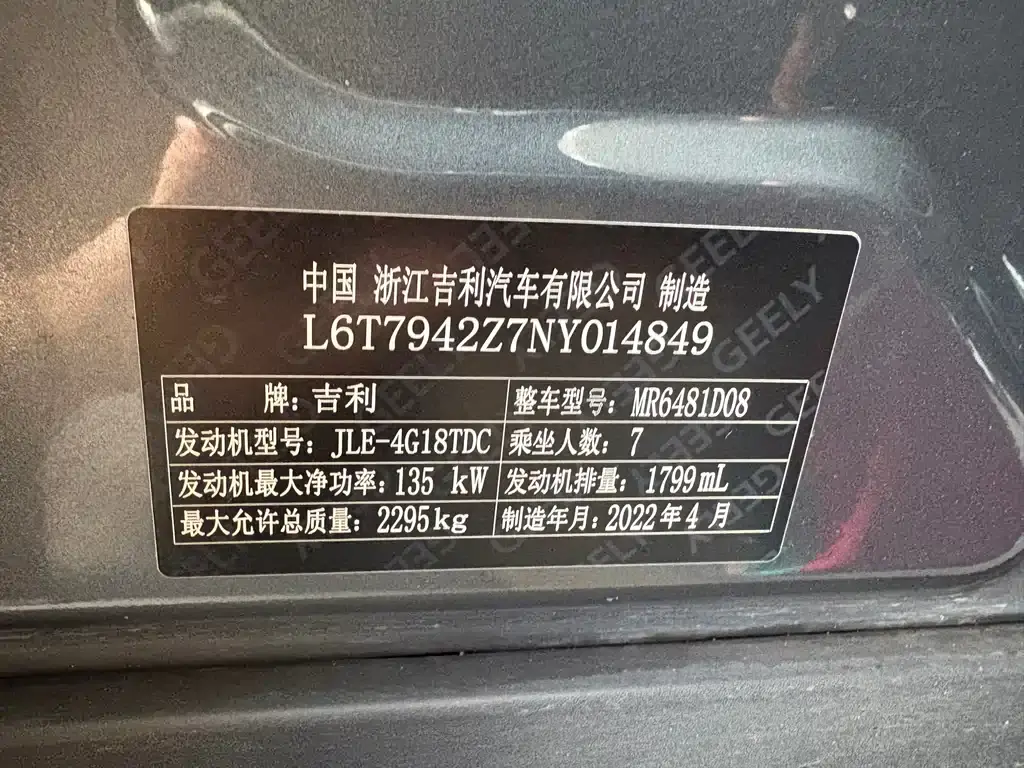 中国 浙江吉利汽车有限公司 制造
L6T7942Z7NY014849
品 牌: 吉利 整车型号: MR6481D08
发动机型号: JLE-4G18TDC 乘坐人数: 7
发动机最大净功率: 135 kW 发动机排量: 1799mL
最大允许总质量: 2295kg 制造年月: 2022年4月
GEELY